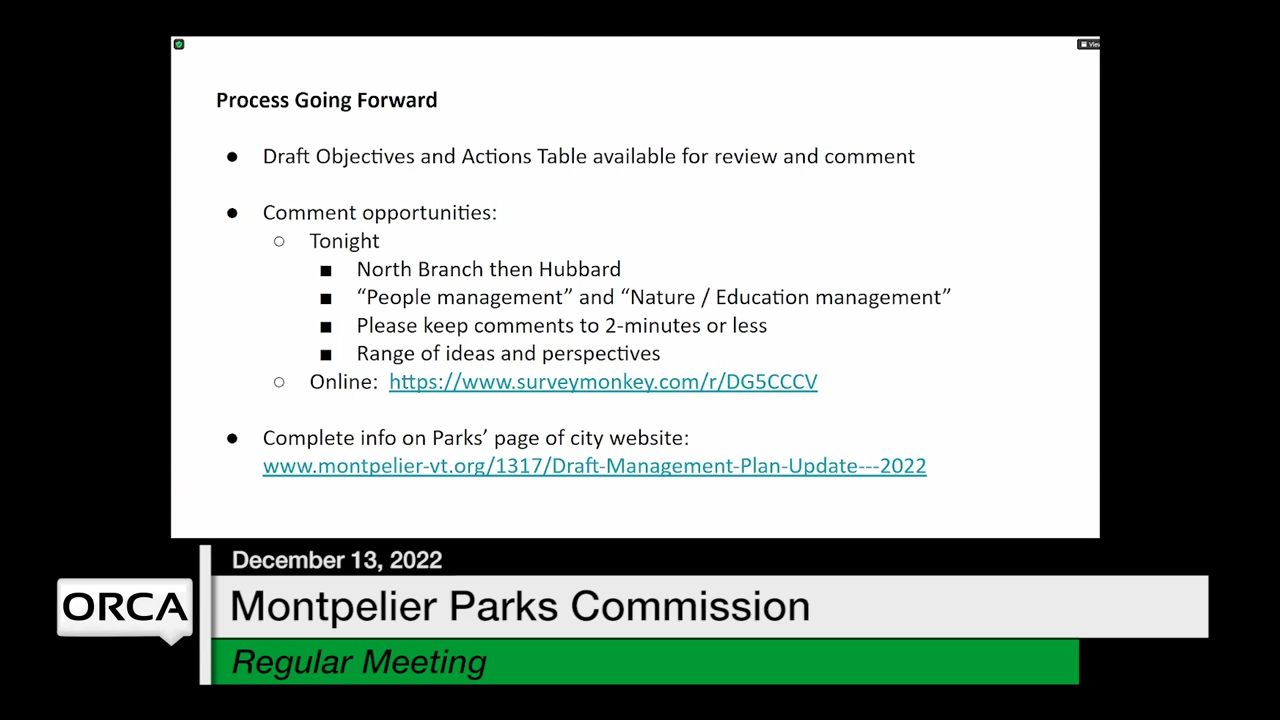 View
Process Going Forward
● Draft Objectives and Actions Table available for review and comment
● Comment opportunities:
○ Tonight
■ North Branch then Hubbard
■ “People management” and “Nature / Education management”
■ Please keep comments to 2-minutes or less
■ Range of ideas and perspectives
○ Online: https://www.surveymonkey.com/r/DG5CCCV
● Complete info on Parks’ page of city website:
www.montpelier-vt.org/1317/Draft-Management-Plan-Update---2022
December 13, 2022
ORCA
Montpelier Parks Commission
Regular Meeting